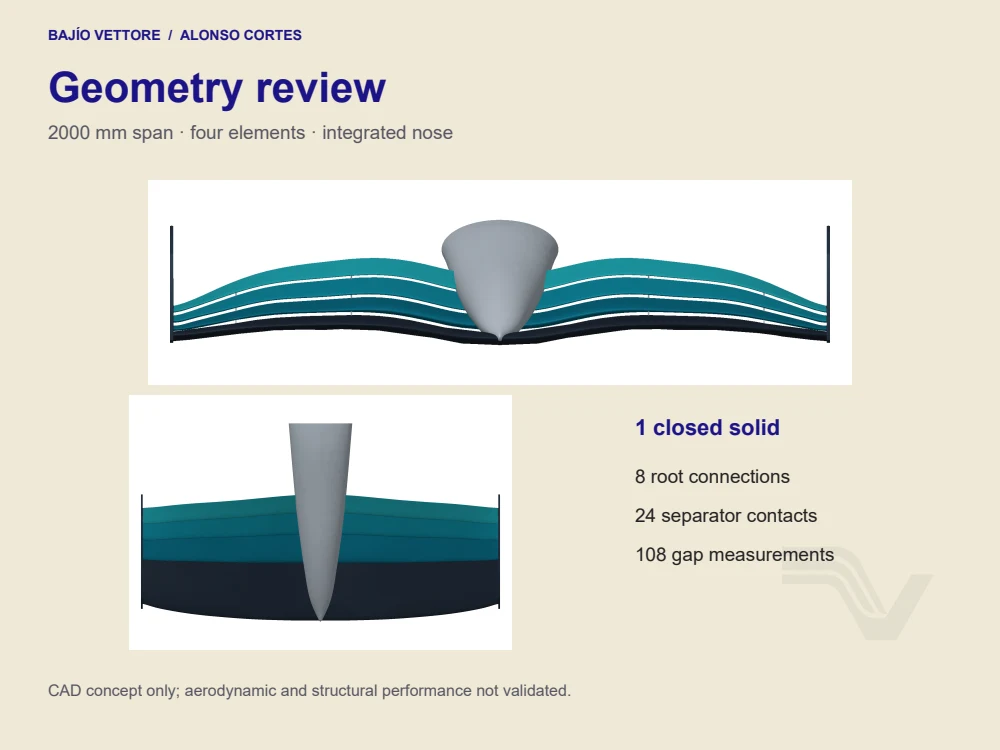 BAJÍO VETTORE / ALONSO CORTES
Geometry review
2000 mm span · four elements · integrated nose
1 closed solid
8 root connections
24 separator contacts
108 gap measurements
CAD concept only; aerodynamic and structural performance not validated.